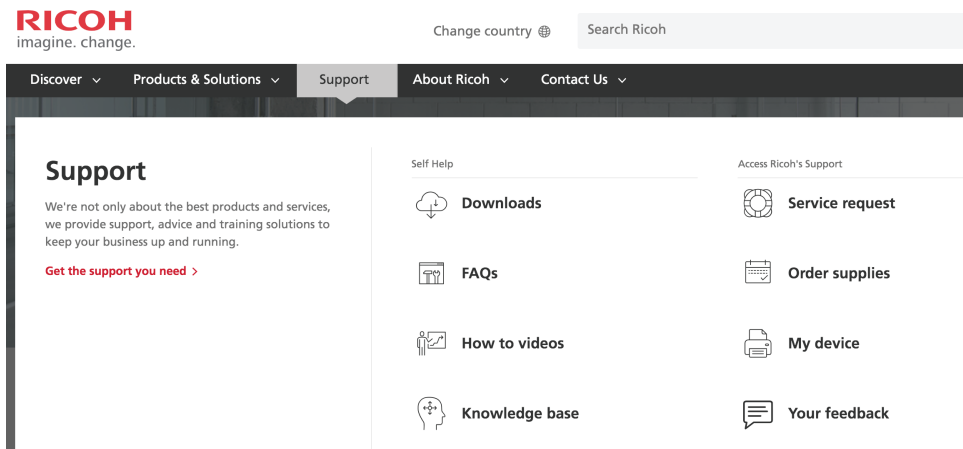 RICOH
imagine. change.
Change country
Search Ricoh
Discover
Products & Solutions
Support
About Ricoh
Contact Us
Support
We're not only about the best products and services,
we provide support, advice and training solutions to
keep your business up and running.
Get the support you need >
Self Help
Downloads
FAQs
How to videos
Knowledge base
Access Ricoh's Support
Service request
Order supplies
My device
Your feedback